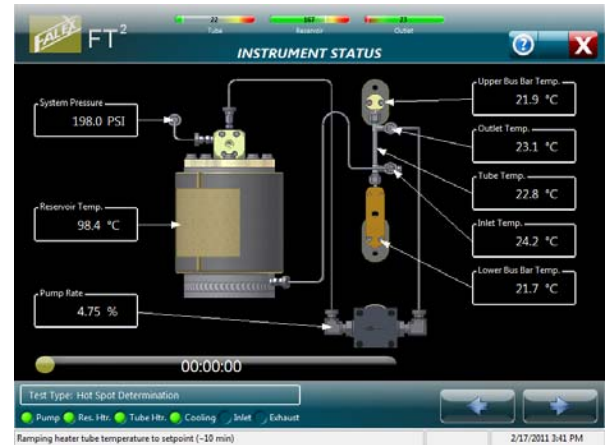 FALEX FT2
22 167 23
Tube Reservoir Outlet
INSTRUMENT STATUS
? X
System Pressure
198.0 PSI
Reservoir Temp.
98.4 °C
Pump Rate
4.75 %
Upper Bus Bar Temp.
21.9 °C
Outlet Temp.
23.1 °C
Tube Temp.
22.8 °C
Inlet Temp.
24.2 °C
Lower Bus Bar Temp.
21.7 °C
00:00:00
Test Type: Hot Spot Determination
Pump Res. Htr. Tube Htr. Cooling Inlet Exhaust
Ramping heater tube temperature to setpoint (~10 min) 2/17/2011 3:41 PM